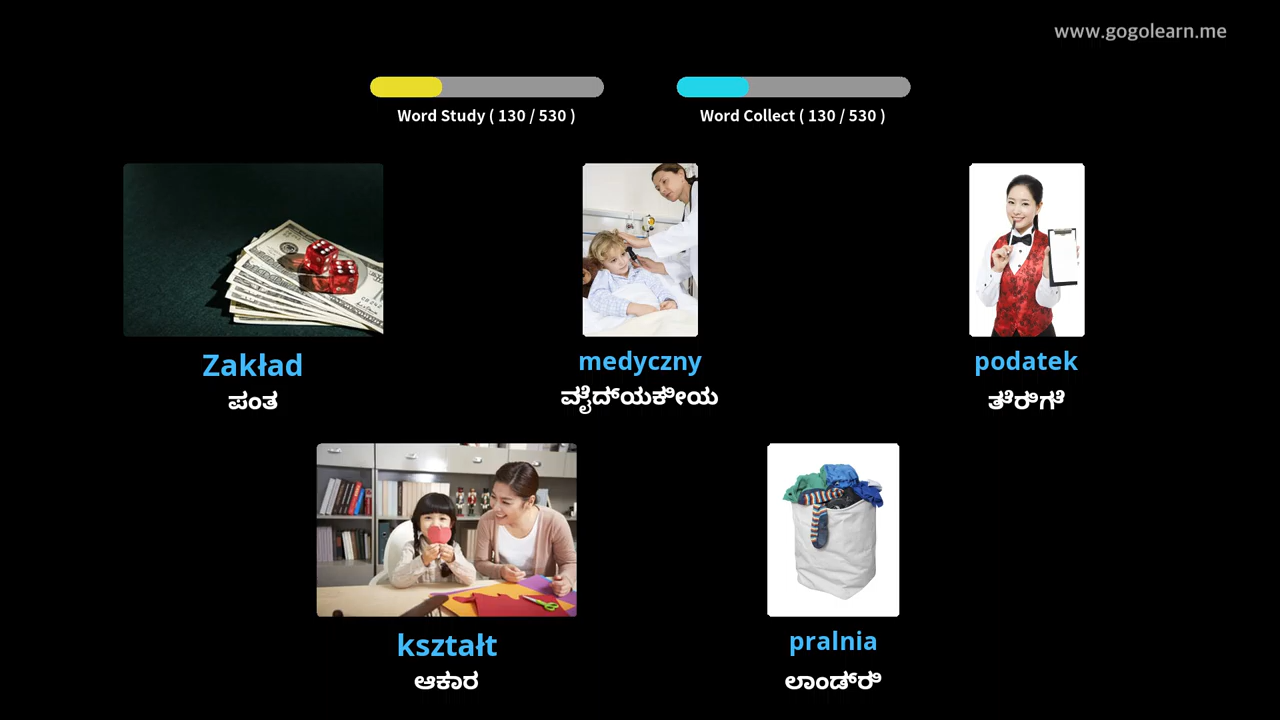 www.gogolearn.me
Word Study ( 130 / 530 )
Word Collect ( 130 / 530 )
Zakład
ಪಂತ
medyczny
ವೈದ್ಯಕೀಯ
podatek
ತೆರಿಗೆ
kształt
ಆಕಾರ
pralnia
ಲಾಂಡ್ರಿ